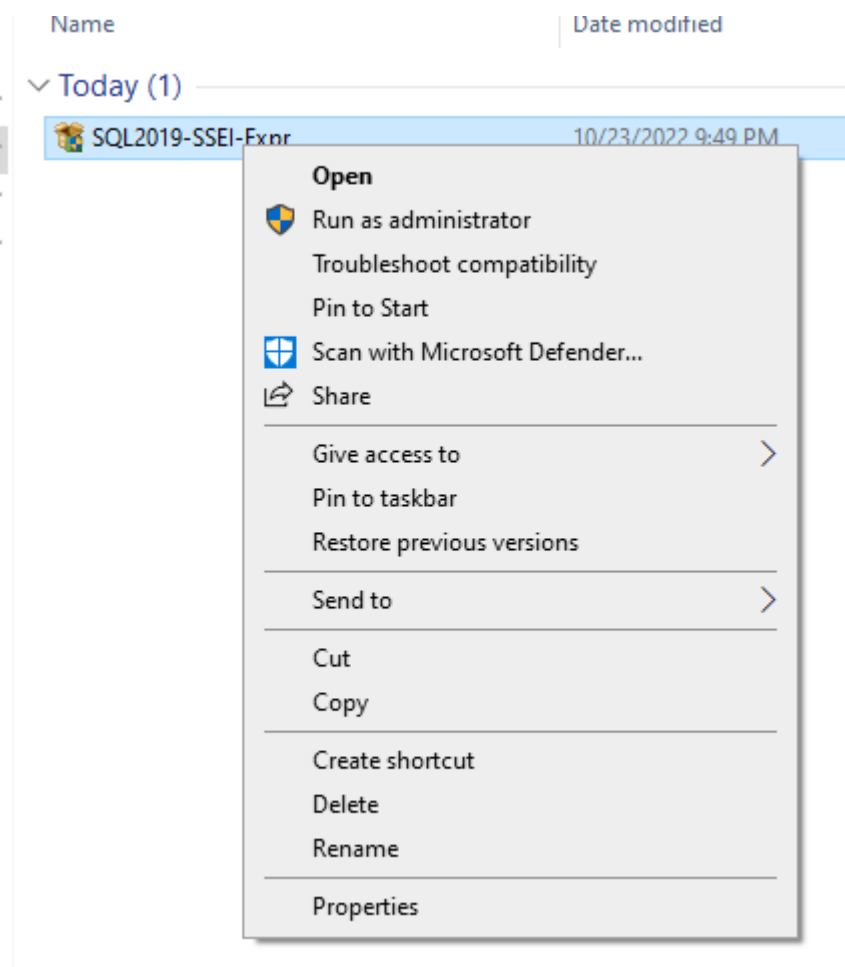 Name Date modified
Today (1)
SQL2019-SSEI-Expr 10/23/2022 9:49 PM
Open
Run as administrator
Troubleshoot compatibility
Pin to Start
Scan with Microsoft Defender...
Share
Give access to
Pin to taskbar
Restore previous versions
Send to
Cut
Copy
Create shortcut
Delete
Rename
Properties